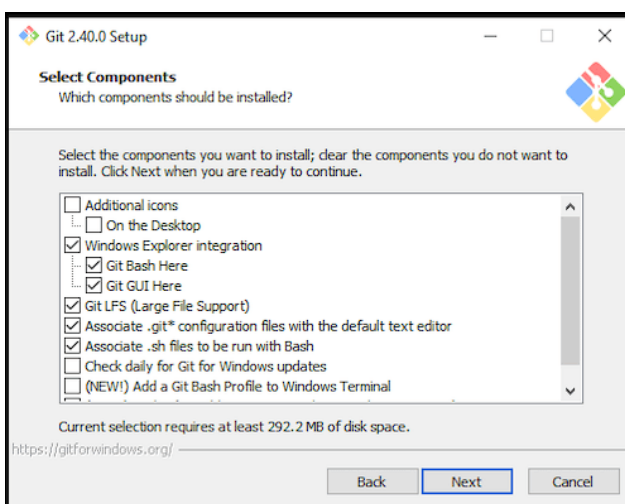 Git 2.40.0 Setup
Select Components
Which components should be installed?
Select the components you want to install; clear the components you do not want to
install. Click Next when you are ready to continue.
Additional icons
On the Desktop
Windows Explorer integration
Git Bash Here
Git GUI Here
Git LFS (Large File Support)
Associate .git* configuration files with the default text editor
Associate .sh files to be run with Bash
Check daily for Git for Windows updates
(NEW!) Add a Git Bash Profile to Windows Terminal
Current selection requires at least 292.2 MB of disk space.
https://gitforwindows.org/
Back Next Cancel